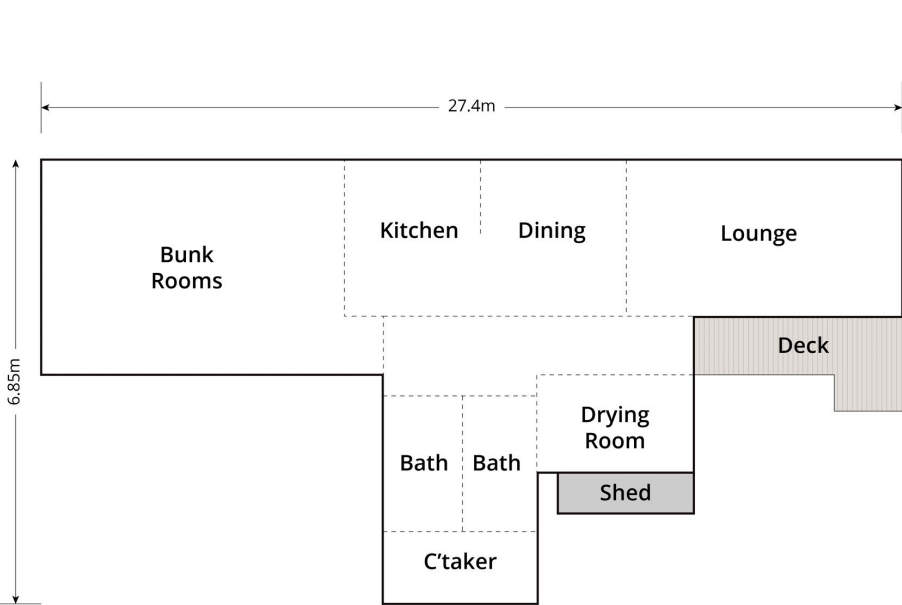 27.4m
Kitchen
Dining
Lounge
Bunk
Rooms
Deck
6.85m
Drying
Room
Bath
Bath
Shed
C'taker